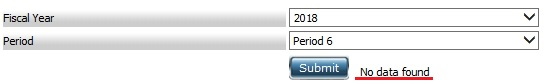 Fiscal Year 2018
Period Period 6
Submit No data found